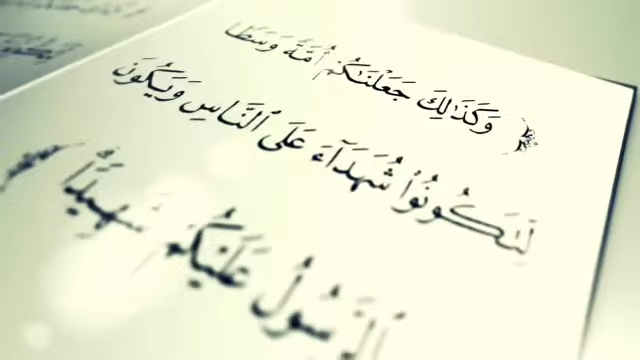 ﴿ وَكَذَٰلِكَ جَعَلْنَٰكُمْ أُمَّةً وَسَطًا
لِّتَكُونُوا۟ شُهَدَآءَ عَلَى ٱلنَّاسِ وَيَكُونَ
ٱلرَّسُولُ عَلَيْكُمْ شَهِيدًا ﴾